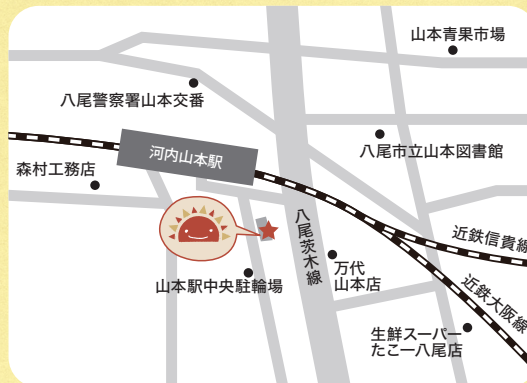 山本青果市場
八尾警察署山本交番
河内山本駅
八尾市立山本図書館
森村工務店
八尾茨木線
近鉄信貴線
万代
山本店
山本駅中央駐輪場
近鉄大阪線
生鮮スーパー
たこ一八尾店